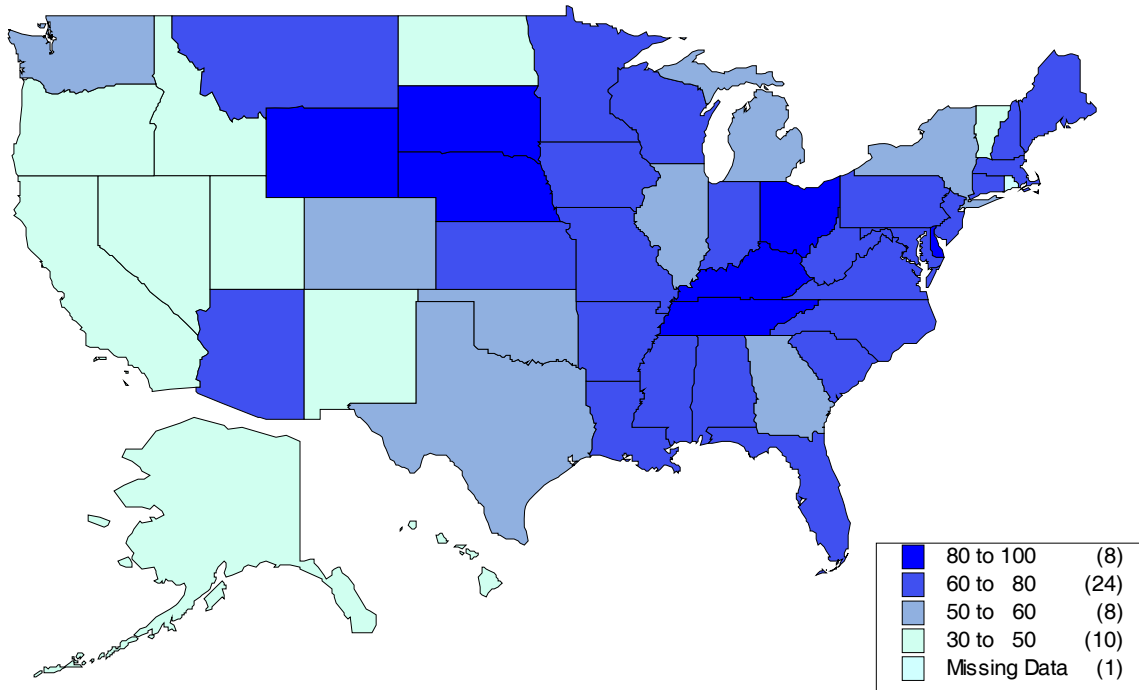 80 to 100 (8)
60 to 80 (24)
50 to 60 (8)
30 to 50 (10)
Missing Data (1)